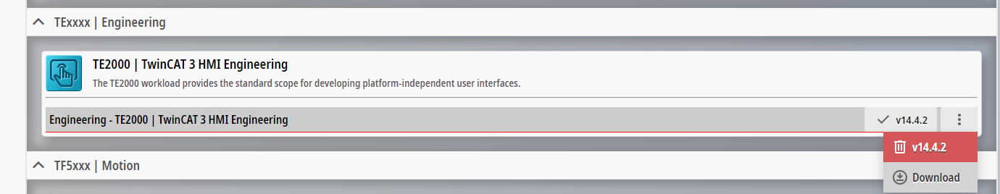 TExxxx | Engineering
TE2000 | TwinCAT 3 HMI Engineering
The TE2000 workload provides the standard scope for developing platform-independent user interfaces.
Engineering - TE2000 | TwinCAT 3 HMI Engineering v14.4.2
v14.4.2
TF5xxx | Motion
Download